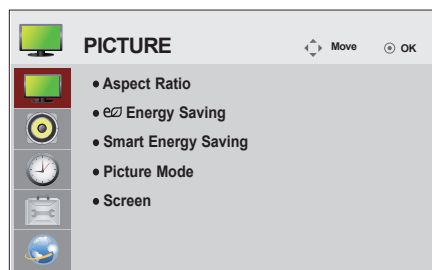 PICTURE
Move
OK
• Aspect Ratio
• Energy Saving
• Smart Energy Saving
• Picture Mode
• Screen